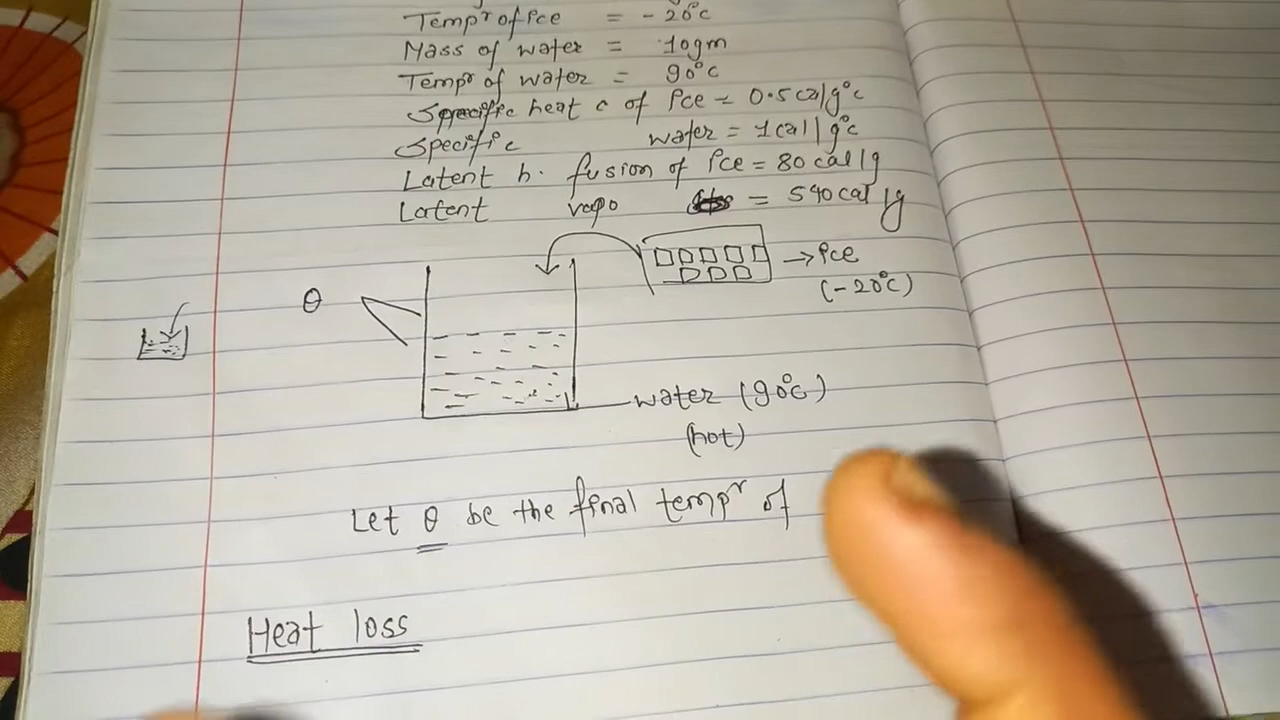 Tempr of Ice = -20°C
Mass of water = 10gm
Tempr of water = 90°C
Specific heat c of Ice = 0.5 cal/g°C
Specific water = 1 cal/g°C
Latent h. fusion of Ice = 80 cal/g
Latent vapo = 540 cal/g
→ Ice
(-20°C)
θ
water (90°C)
(hot)
Let θ be the final tempr of
Heat loss